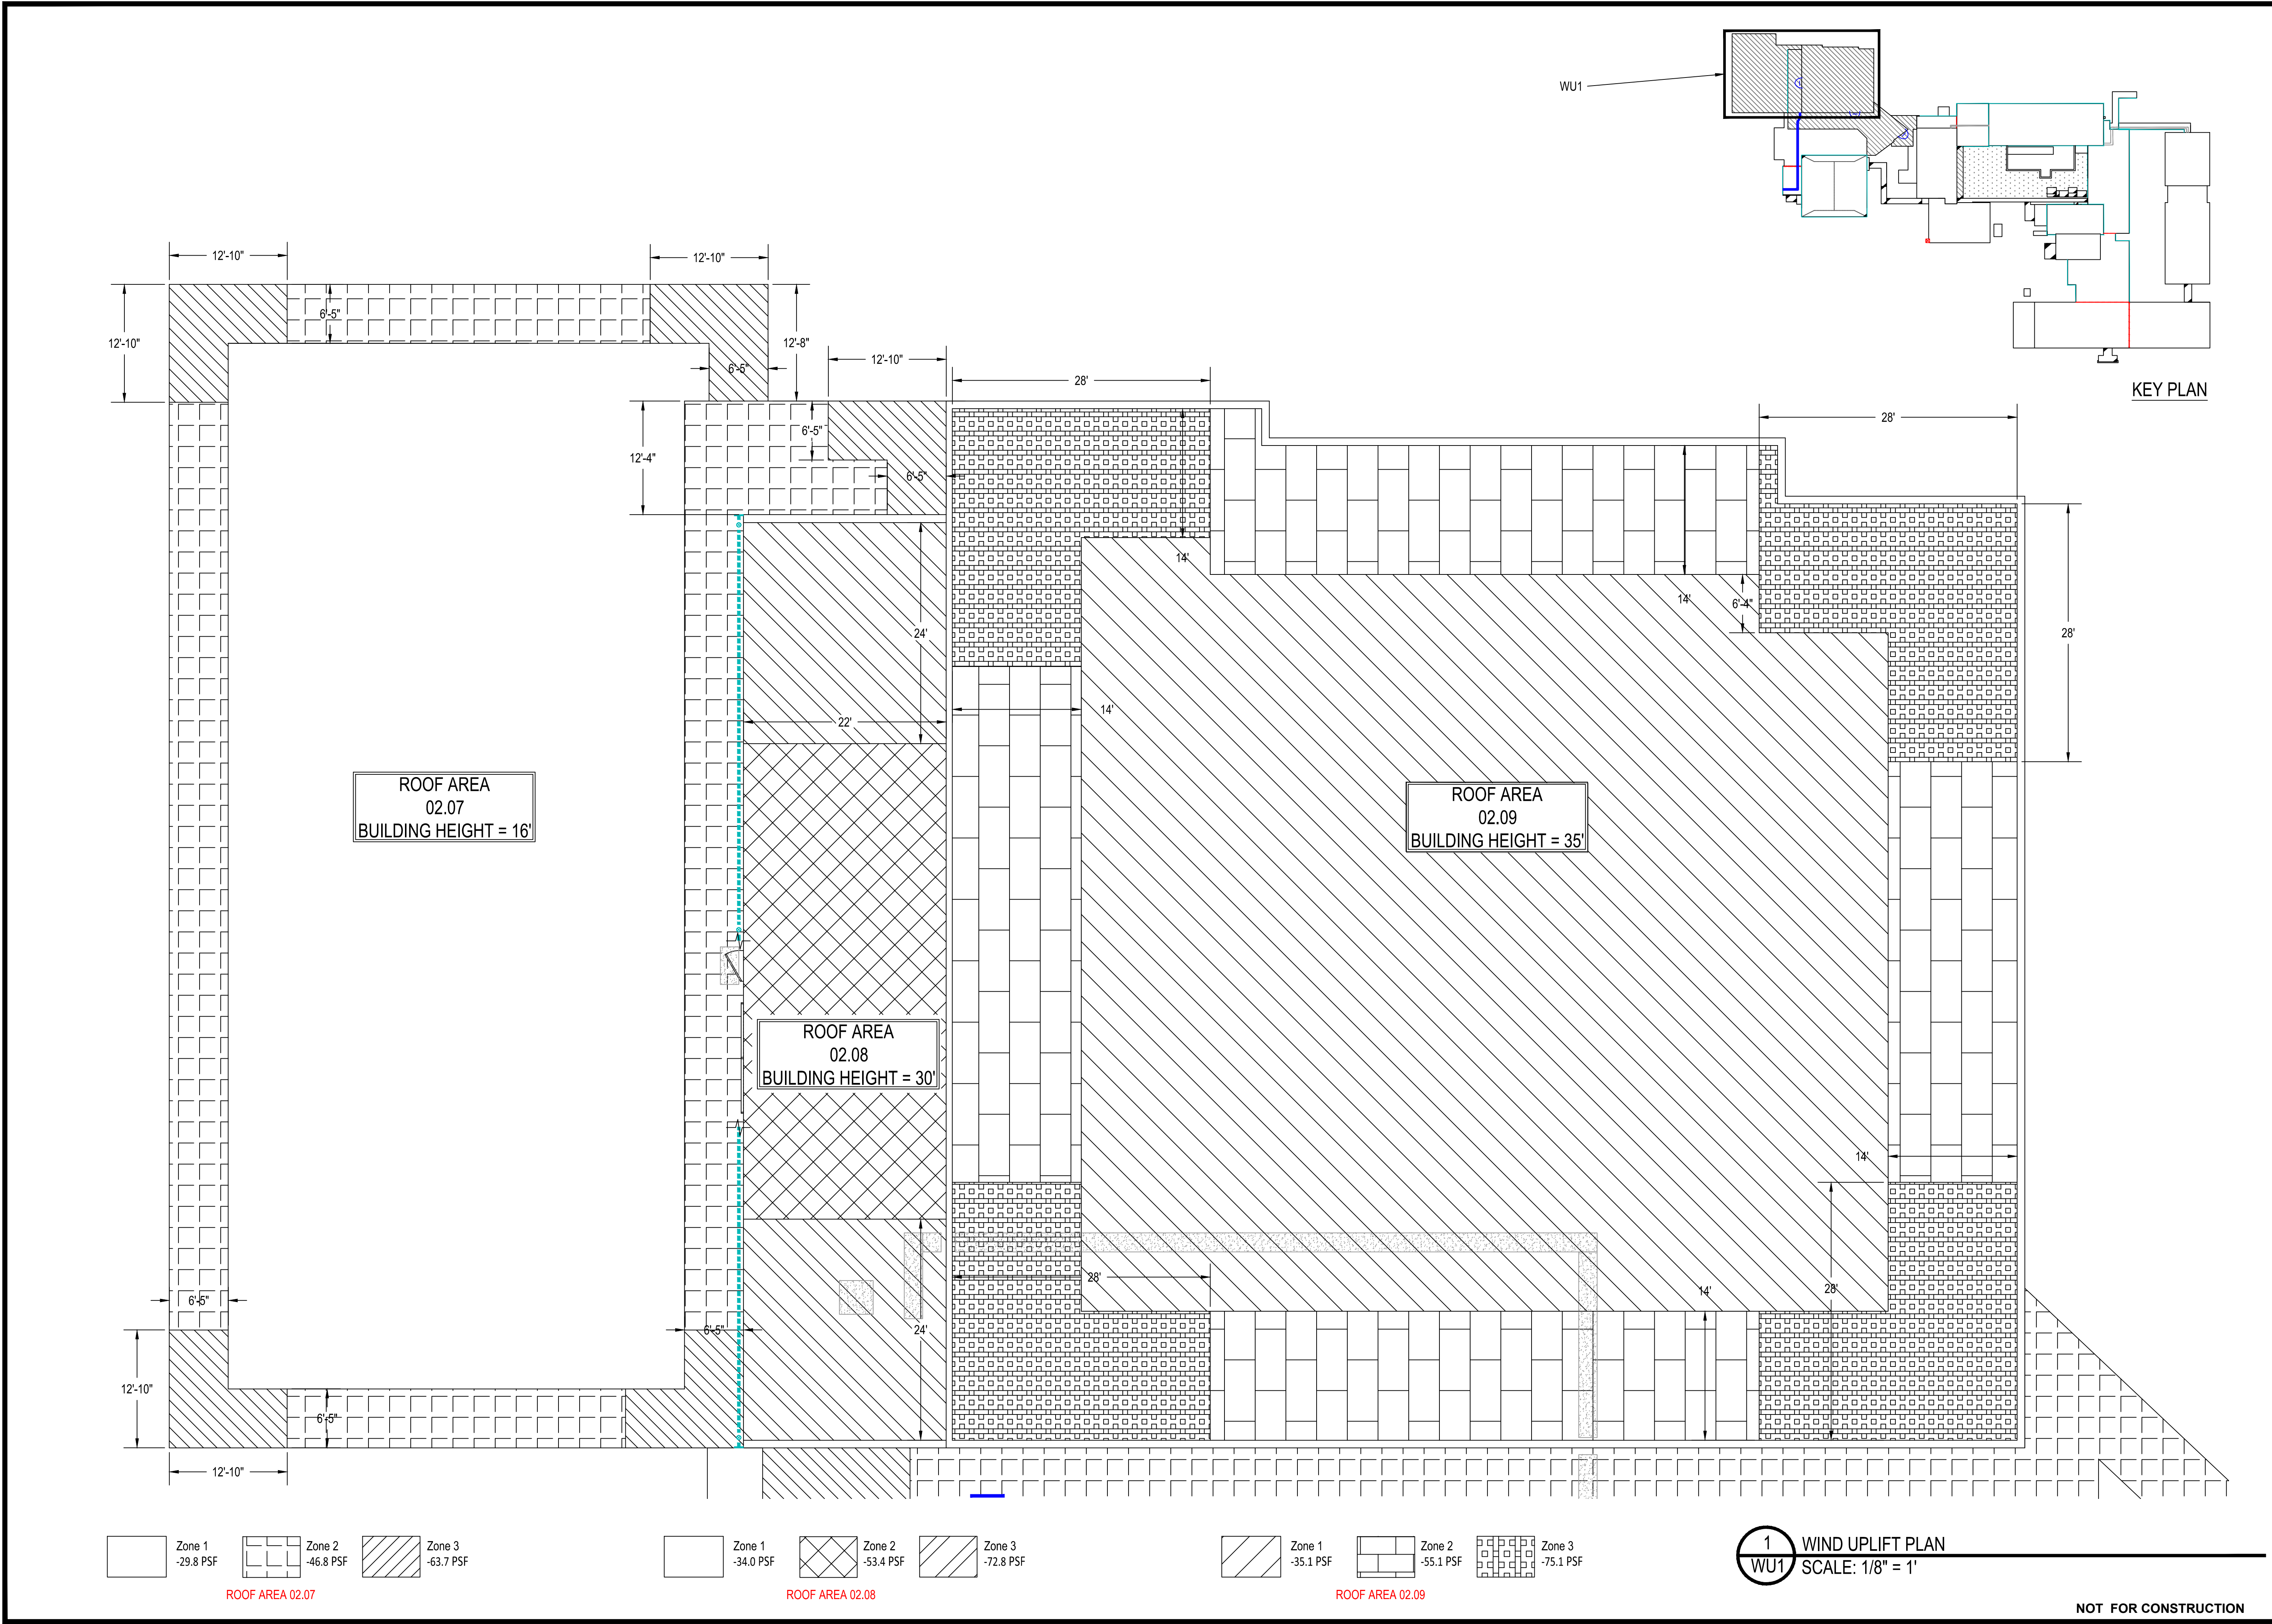 WU1
KEY PLAN
12'-10"
12'-10"
6'-5"
12'-10"
12'-8"
6'-5"
12'-10"
28'
28'
6'-5"
12'-4"
6'-5"
14'
14'
6'-4"
24'
28'
14'
22'
ROOF AREA
02.07
BUILDING HEIGHT = 16'
ROOF AREA
02.09
BUILDING HEIGHT = 35'
ROOF AREA
02.08
BUILDING HEIGHT = 30'
14'
28'
28'
14'
6'-5"
6'-5"
24'
12'-10"
6'-5"
12'-10"
Zone 1
-29.8 PSF
Zone 2
-46.8 PSF
Zone 3
-63.7 PSF
ROOF AREA 02.07
Zone 1
-34.0 PSF
Zone 2
-53.4 PSF
Zone 3
-72.8 PSF
ROOF AREA 02.08
Zone 1
-35.1 PSF
Zone 2
-55.1 PSF
Zone 3
-75.1 PSF
ROOF AREA 02.09
1
WU1
WIND UPLIFT PLAN
SCALE: 1/8" = 1'
NOT FOR CONSTRUCTION